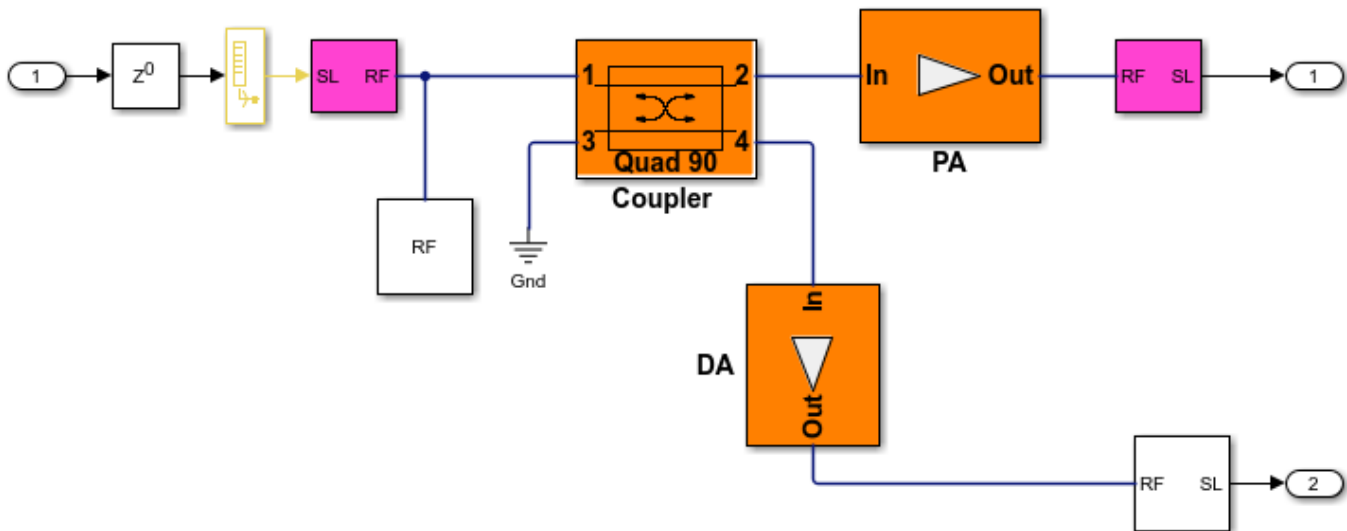 1
Z⁰
SL RF
1 2
3 4
Quad 90
Coupler
In Out
PA
RF SL
1
RF
Gnd
In
DA
Out
RF SL
2